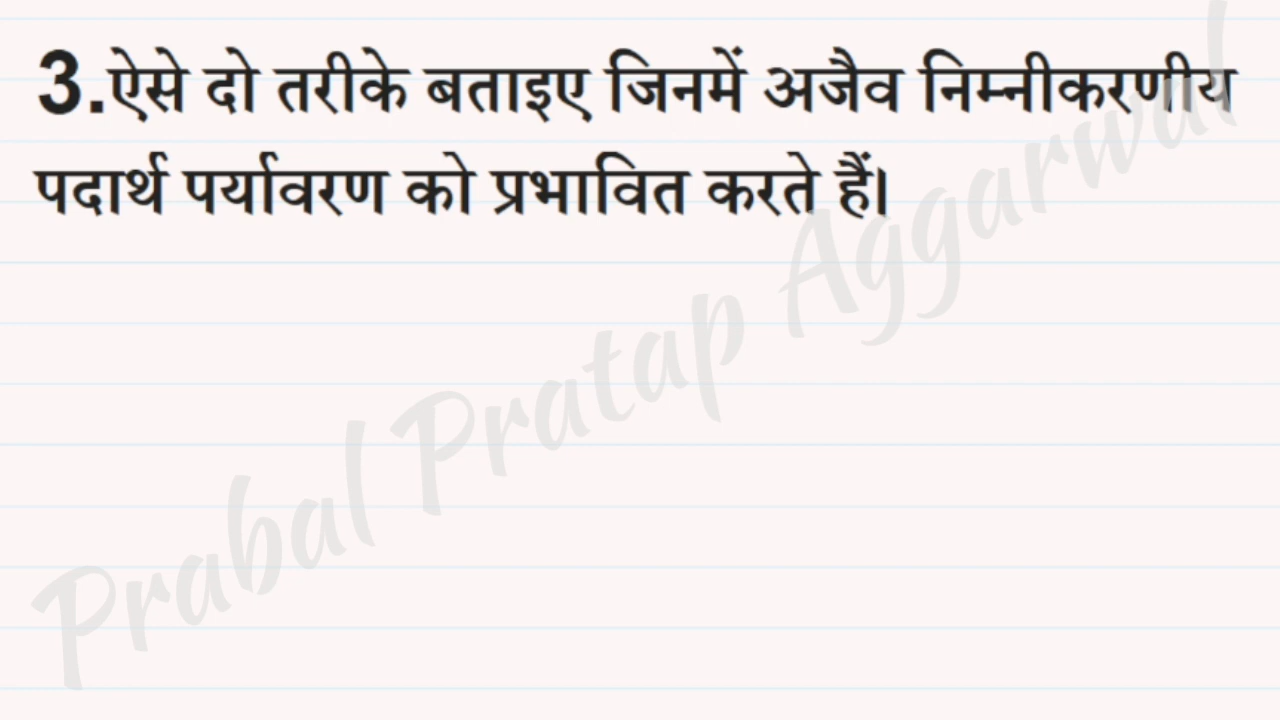 3.ऐसे दो तरीके बताइए जिनमें अजैव निम्नीकरणीय
पदार्थ पर्यावरण को प्रभावित करते हैं।
Prabal Pratap Aggarwal